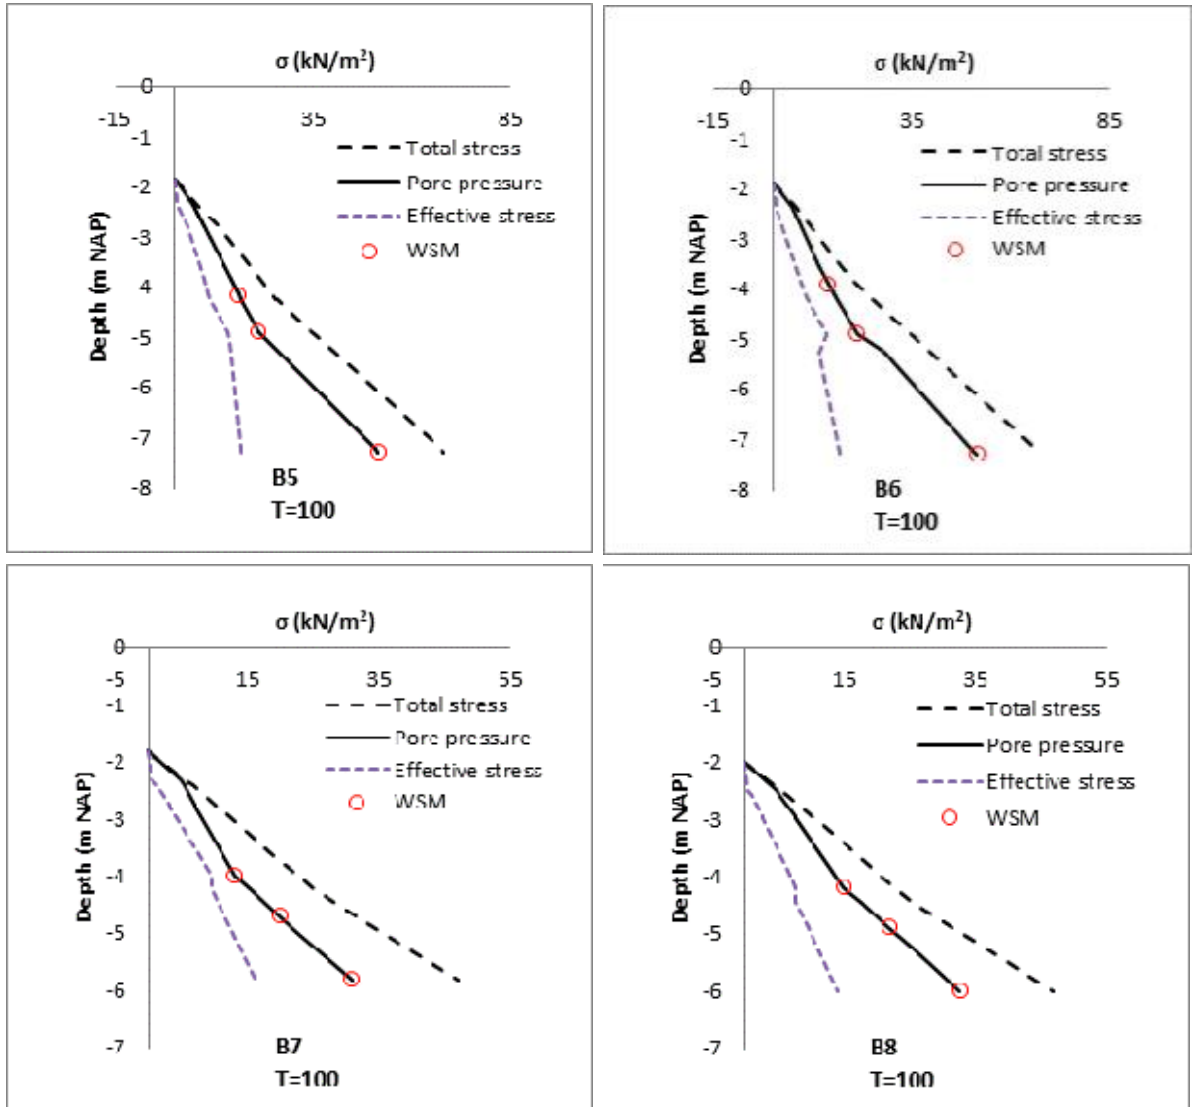 σ (kN/m²)
0
-15 35 85
-1
Total stress
Pore pressure
-2
Effective stress
-3
WSM
-4
-5
-6
-7
-8
Depth (m NAP)
B5
T=100
σ (kN/m²)
0
-15 35 85
-1
Total stress
-2
Pore pressure
Effective stress
-3
WSM
-4
-5
-6
-7
-8
Depth (m NAP)
B6
T=100
σ (kN/m²)
0
-5 15 35 55
-1
Total stress
Pore pressure
-2
Effective stress
WSM
-3
-4
-5
-6
-7
Depth (m NAP)
B7
T=100
σ (kN/m²)
0
-5 15 35 55
-1
Total stress
Pore pressure
-2
Effective stress
-3
WSM
-4
-5
-6
-7
Depth (m NAP)
B8
T=100